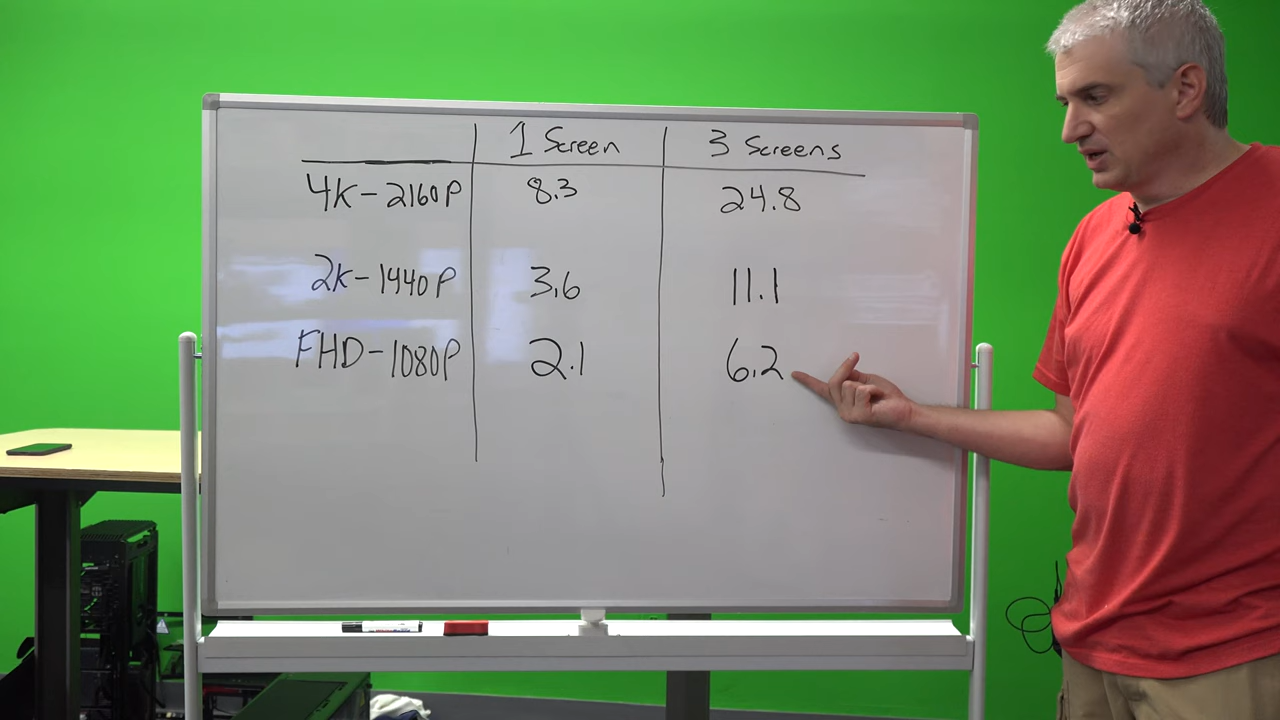 1 Screen 3 Screens
4K-2160P 8.3 24.8
2K-1440P 3.6 11.1
FHD-1080P 2.1 6.2